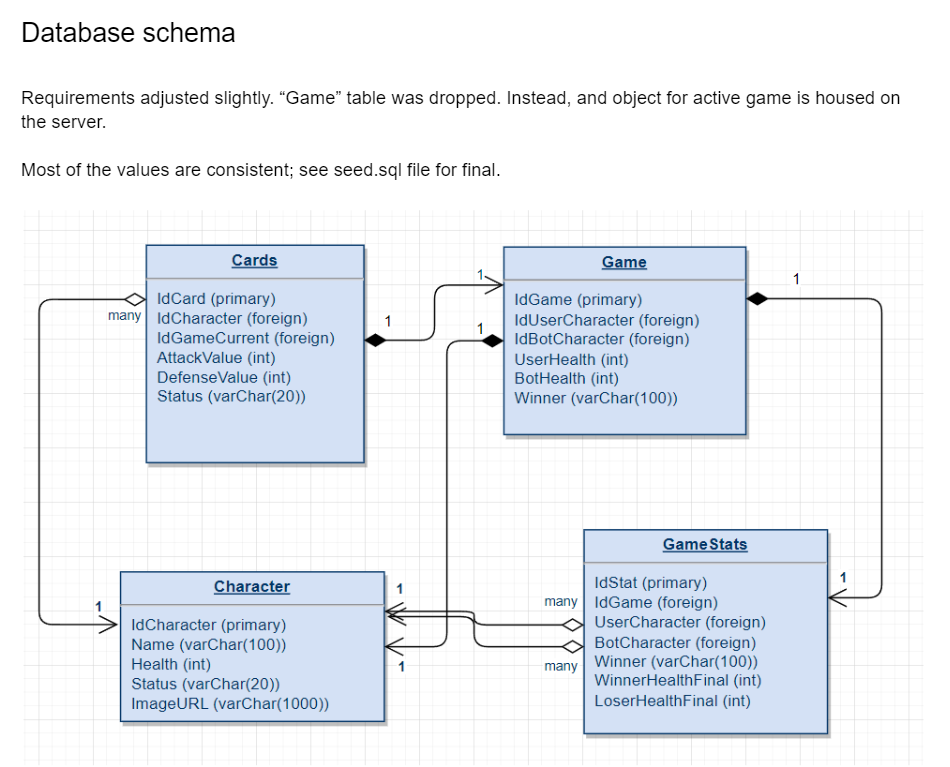 Database schema
Requirements adjusted slightly. “Game” table was dropped. Instead, and object for active game is housed on
the server.
Most of the values are consistent; see seed.sql file for final.
Cards
IdCard (primary)
IdCharacter (foreign)
IdGameCurrent (foreign)
AttackValue (int)
DefenseValue (int)
Status (varChar(20))
many
1
1
1
Game
IdGame (primary)
IdUserCharacter (foreign)
IdBotCharacter (foreign)
UserHealth (int)
BotHealth (int)
Winner (varChar(100))
1
Character
IdCharacter (primary)
Name (varChar(100))
Health (int)
Status (varChar(20))
ImageURL (varChar(1000))
1
1
1
many
many
GameStats
IdStat (primary)
IdGame (foreign)
UserCharacter (foreign)
BotCharacter (foreign)
Winner (varChar(100))
WinnerHealthFinal (int)
LoserHealthFinal (int)
1